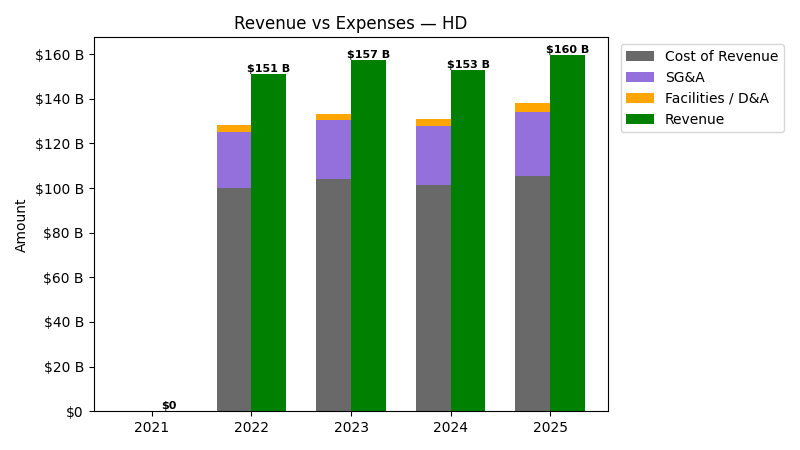 Revenue vs Expenses — HD
Amount
$160 B
$140 B
$120 B
$100 B
$80 B
$60 B
$40 B
$20 B
$0
$0
$151 B
$157 B
$153 B
$160 B
2021
2022
2023
2024
2025
Cost of Revenue
SG&A
Facilities / D&A
Revenue